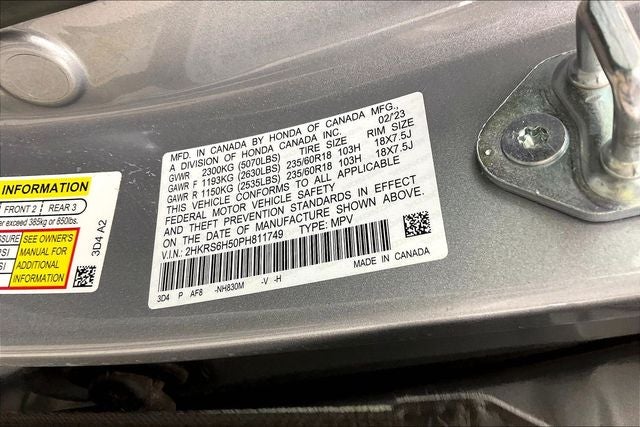 MFD. IN CANADA BY HONDA OF CANADA MFG.,
A DIVISION OF HONDA CANADA INC. 02/'23
TIRE SIZE RIM SIZE
GVWR 2300KG (5070LBS)
GAWR F 1193KG (2630LBS) 235/60R18 103H 18X7.5J
GAWR R 1150KG (2535LBS) 235/60R18 103H 18X7.5J
THIS VEHICLE CONFORMS TO ALL APPLICABLE
FEDERAL MOTOR VEHICLE SAFETY
AND THEFT PREVENTION STANDARDS IN EFFECT
ON THE DATE OF MANUFACTURE SHOWN ABOVE.
V.I.N.: 2HKRS6H50PH811749 TYPE: MPV
MADE IN CANADA
3D4 P AF8 -NH830M -V -H
INFORMATION
FRONT 2 REAR 3
exceed 385kg or 850lbs.
SEE OWNER'S
MANUAL FOR
ADDITIONAL
INFORMATION
3D4 A2